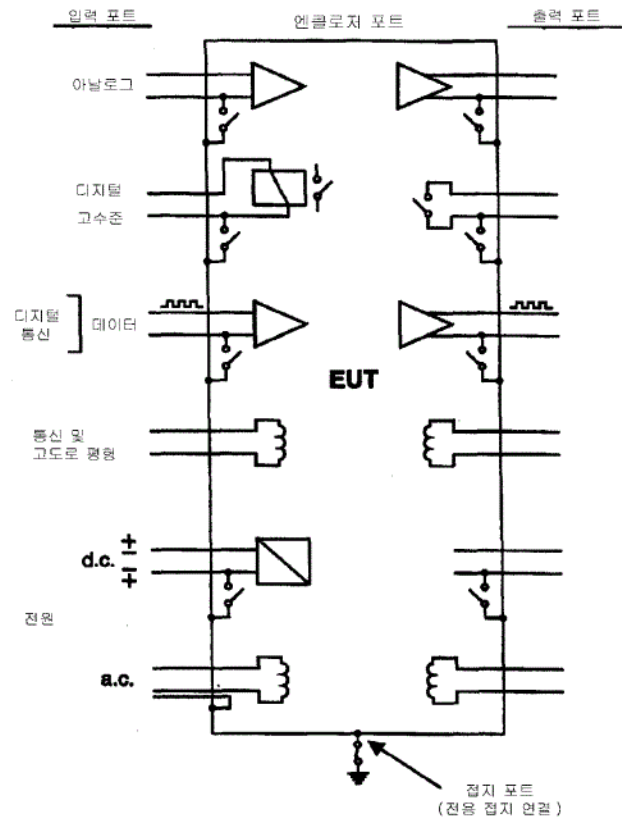 입력 포트
엔클로저 포트
출력 포트
아날로그
디지털
고수준
디지털
통신
데이터
EUT
통신 및
고도로 평형
d.c.
전원
a.c.
접지 포트
(전용 접지 연결)